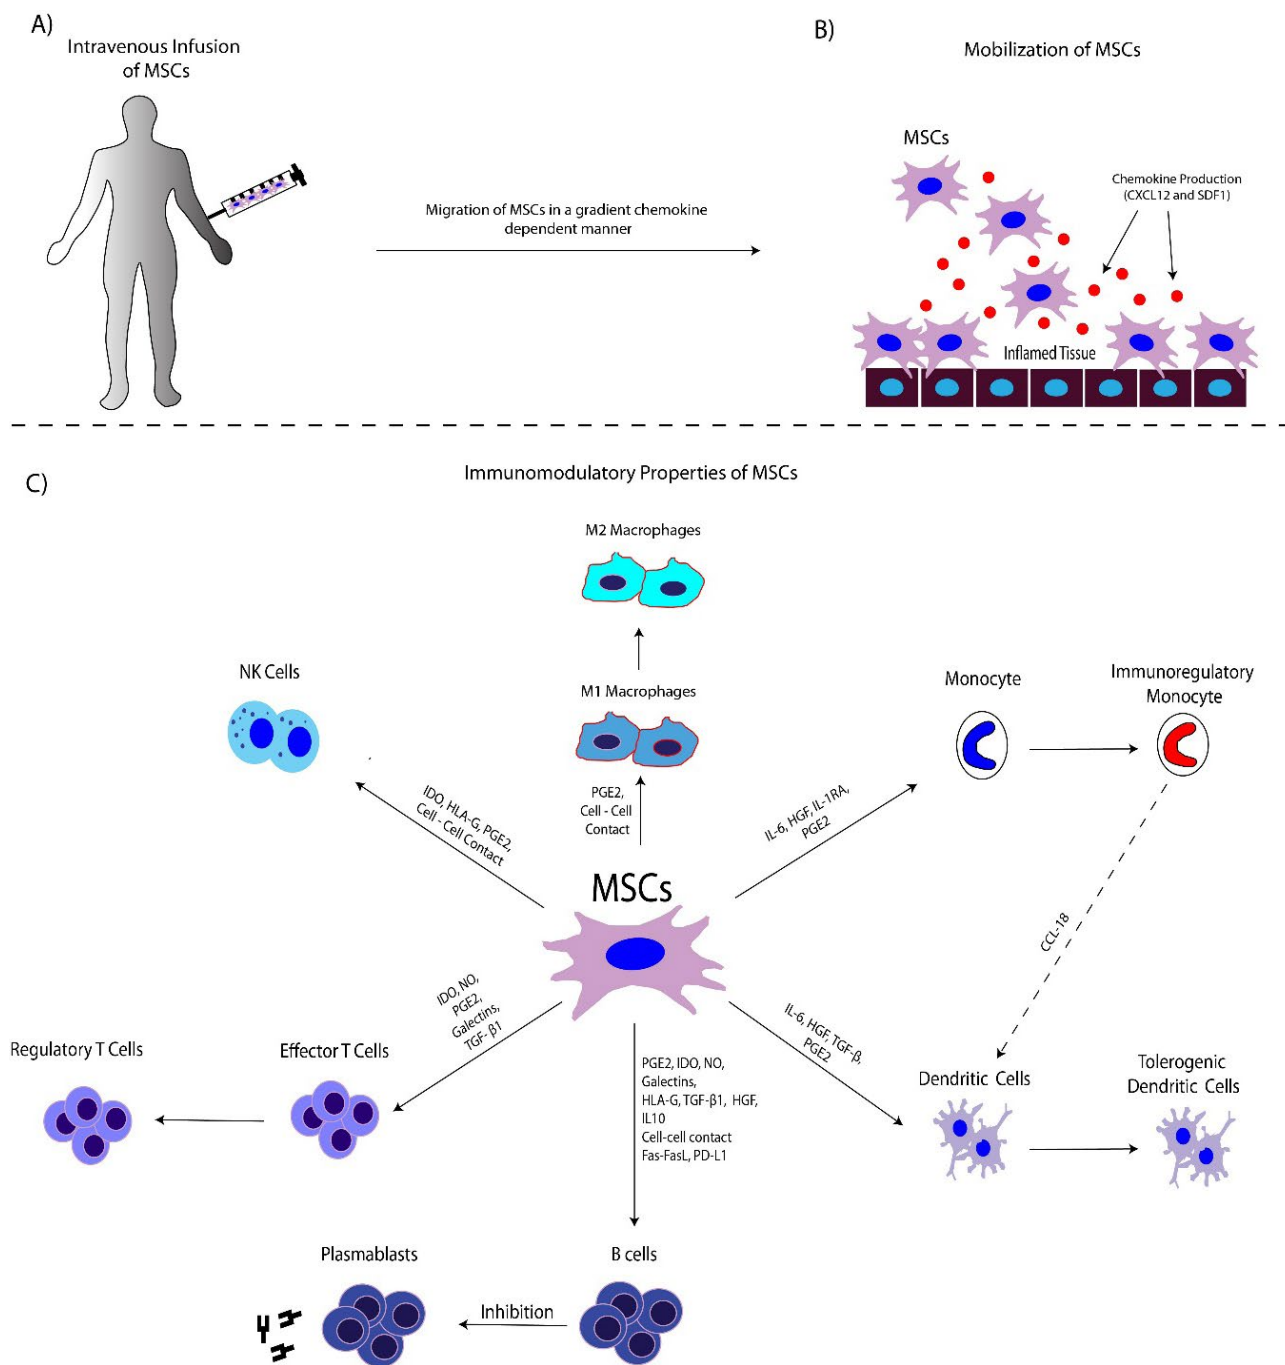 A)
Intravenous Infusion
of MSCs
Migration of MSCs in a gradient chemokine
dependent manner
B)
Mobilization of MSCs
MSCs
Chemokine Production
(CXCL12 and SDF1)
Inflamed Tissue
C)
Immunomodulatory Properties of MSCs
M2 Macrophages
NK Cells
M1 Macrophages
Monocyte
Immunoregulatory
Monocyte
IDO, HLA-G, PGE2,
Cell - Cell Contact
PGE2,
Cell - Cell
Contact
IL-6, HGF, IL-1RA,
PGE2
MSCs
CCL-18
IDO, NO,
PGE2,
Galectins,
TGF- β1
IL-6, HGF, TGF-β,
PGE2
Regulatory T Cells
Effector T Cells
PGE2, IDO, NO,
Galectins,
HLA-G, TGF-β1, HGF,
IL10
Cell-cell contact
Fas-FasL, PD-L1
Dendritic Cells
Tolerogenic
Dendritic Cells
Plasmablasts
B cells
Inhibition